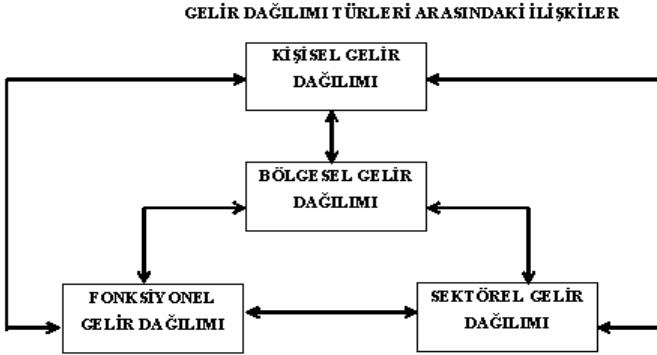 GELİR DAĞILIMI TÜRLERİ ARASINDAKİ İLİŞKİLER
KİŞİSEL GELİR
DAĞILIMI
BÖLGESEL GELİR
DAĞILIMI
FONKSİYONEL
GELİR DAĞILIMI
SEKTÖREL GELİR
DAĞILIMI